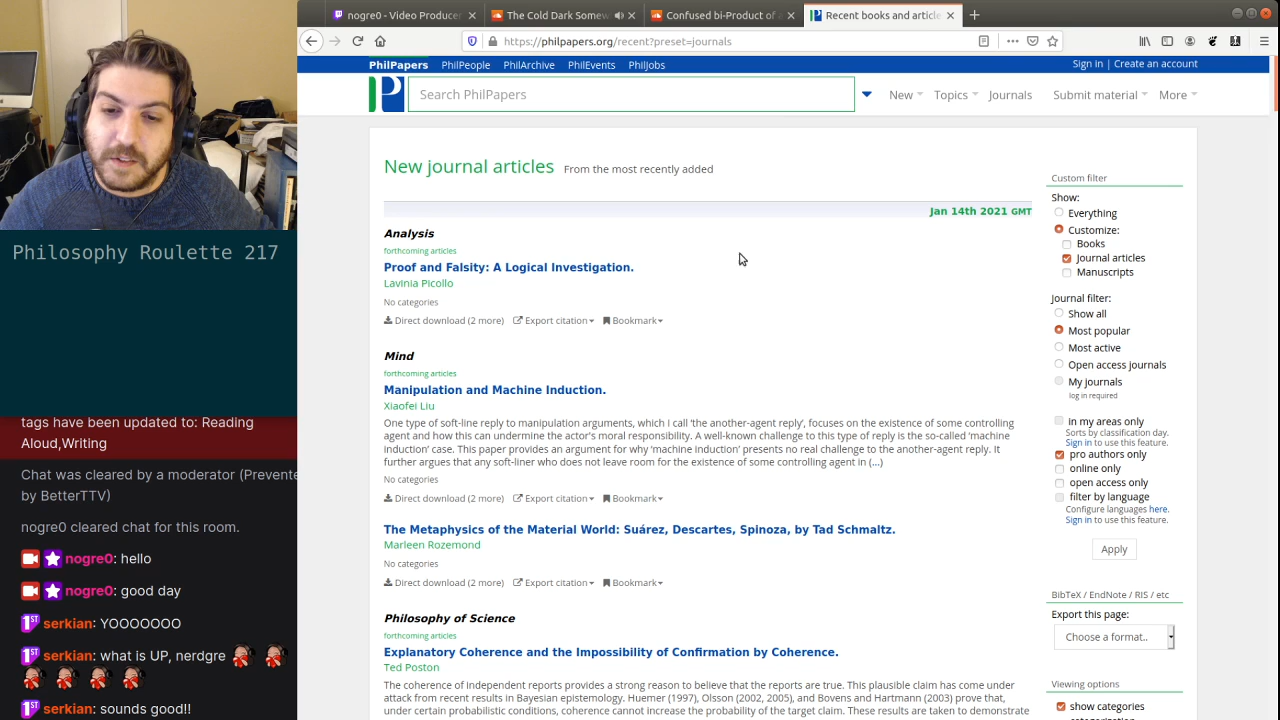 nogre0 - Video Producer
The Cold Dark Somew
Confused bi-Product of a
Recent books and article
https://philpapers.org/recent?preset=journals
PhilPapers PhilPeople PhilArchive PhilEvents PhilJobs
Sign in | Create an account
Search PhilPapers
New Topics Journals Submit material More
New journal articles From the most recently added
Jan 14th 2021 GMT
Analysis
forthcoming articles
Proof and Falsity: A Logical Investigation.
Lavinia Picollo
No categories
Direct download (2 more) Export citation Bookmark
Mind
forthcoming articles
Manipulation and Machine Induction.
Xiaofei Liu
One type of soft-line reply to manipulation arguments, which I call ‘the another-agent reply’, focuses on the existence of some controlling
agent and how this can undermine the actor's moral responsibility. A well-known challenge to this type of reply is the so-called ‘machine
induction’ case. This paper provides an argument for why ‘machine induction’ presents no real challenge to the another-agent reply. It
further argues that any soft-liner who does not leave room for the existence of some controlling agent in (...)
No categories
Direct download (2 more) Export citation Bookmark
The Metaphysics of the Material World: Suárez, Descartes, Spinoza, by Tad Schmaltz.
Marleen Rozemond
No categories
Direct download (2 more) Export citation Bookmark
Philosophy of Science
forthcoming articles
Explanatory Coherence and the Impossibility of Confirmation by Coherence.
Ted Poston
The coherence of independent reports provides a strong reason to believe that the reports are true. This plausible claim has come under
attack from recent results in Bayesian epistemology. Huemer (1997), Olsson (2002, 2005), and Bovens and Hartmann (2003) prove that,
under certain probabilistic conditions, coherence cannot increase the probability of the target claim. These results are taken to demonstrate
Custom filter
Show:
Everything
Customize:
Books
Journal articles
Manuscripts
Journal filter:
Show all
Most popular
Most active
Open access journals
My journals
log in required
in my areas only
Sorts by classification day.
Sign in to use this feature.
pro authors only
online only
open access only
filter by language
Configure languages here.
Sign in to use this feature.
Apply
BibTeX / EndNote / RIS / etc
Export this page:
Choose a format..
Viewing options
show categories
Philosophy Roulette 217
tags have been updated to: Reading
Aloud,Writing
Chat was cleared by a moderator (Prevente
by BetterTTV)
nogre0 cleared chat for this room.
nogre0: hello
nogre0: good day
1ST serkian: YOOOOOOO
1ST serkian: what is UP, nerdgre
1ST serkian: sounds good!!